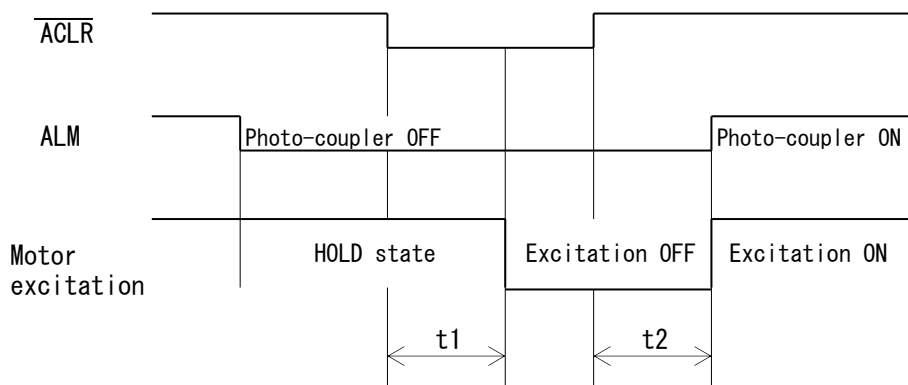 ACLR
ALM
Photo-coupler OFF
Photo-coupler ON
Motor
excitation
HOLD state
Excitation OFF
Excitation ON
t1
t2